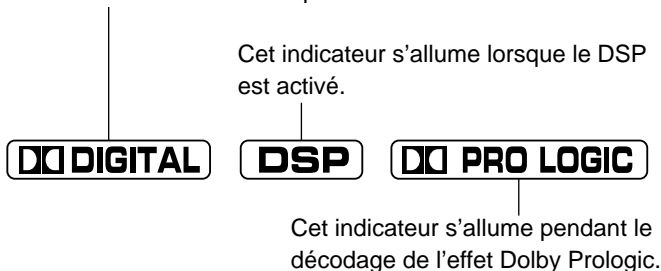 Cet indicateur s'allume lorsque le DSP
est activé.
DIGITAL DSP PRO LOGIC
Cet indicateur s'allume pendant le
décodage de l'effet Dolby Prologic.